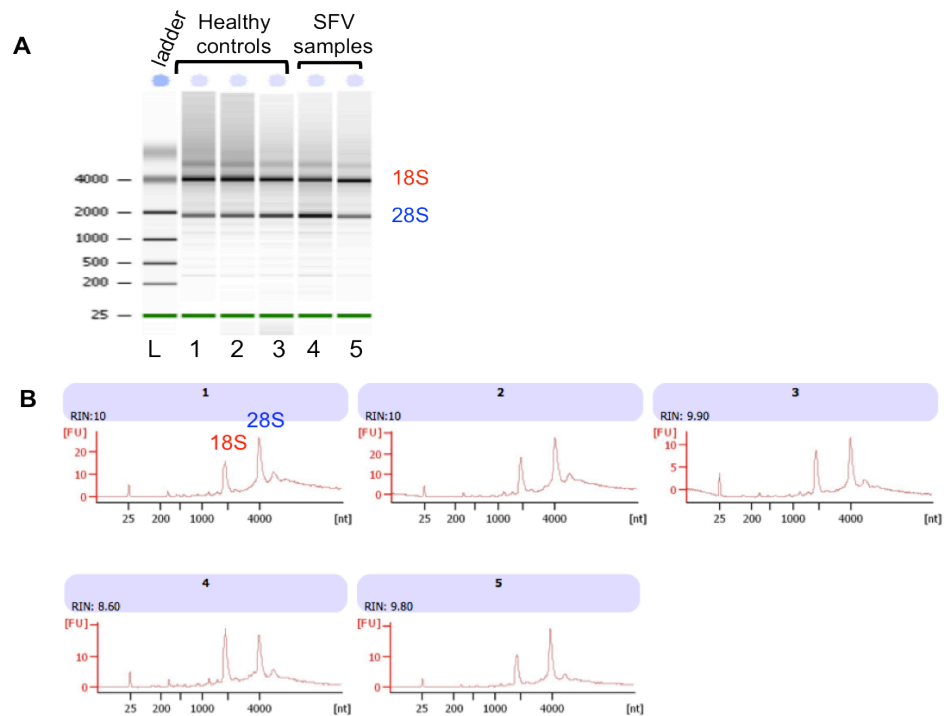 A
ladder
Healthy
controls
SFV
samples
4000
18S
2000
28S
1000
500
200
25
L 1 2 3 4 5
B
1
RIN:10
[FU]
28S
18S
20
10
0
25 200 1000 4000 [nt]
2
RIN:10
[FU]
30
20
10
0
25 200 1000 4000 [nt]
3
RIN: 9.90
[FU]
10
5
0
25 200 1000 4000 [nt]
4
RIN: 8.60
[FU]
10
0
25 200 1000 4000 [nt]
5
RIN: 9.80
[FU]
10
0
25 200 1000 4000 [nt]